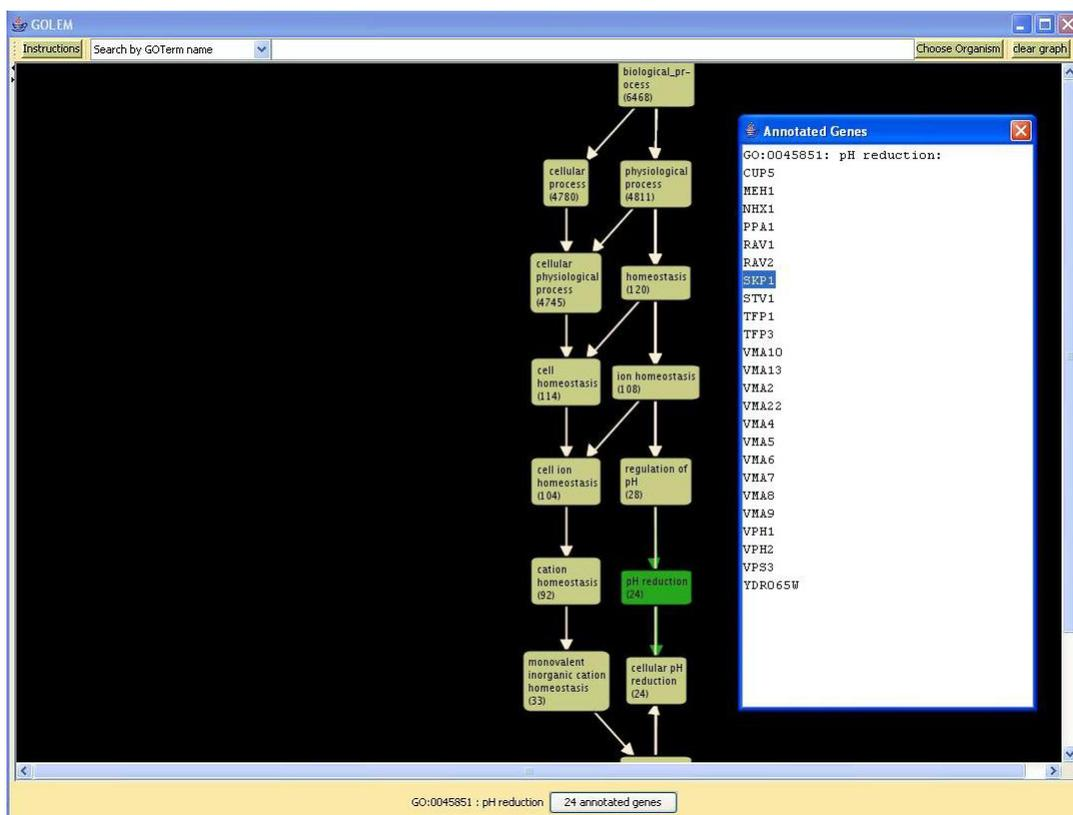 GOLEM
Instructions
Search by GOTerm name
Choose Organism
clear graph
biological_pr-
ocess
(6468)
cellular
process
(4780)
physiological
process
(4811)
cellular
physiological
process
(4745)
homeostasis
(120)
cell
homeostasis
(114)
ion homeostasis
(108)
cell ion
homeostasis
(104)
regulation of
pH
(28)
cation
homeostasis
(92)
pH reduction
(24)
monovalent
inorganic cation
homeostasis
(33)
cellular pH
reduction
(24)
Annotated Genes
GO:0045851: pH reduction:
CUP5
MEH1
NHX1
PPA1
RAV1
RAV2
SKP1
STV1
TFP1
TFP3
VMA10
VMA13
VMA2
VMA22
VMA4
VMA5
VMA6
VMA7
VMA8
VMA9
VPH1
VPH2
VPS3
YDR065W
GO:0045851 : pH reduction
24 annotated genes